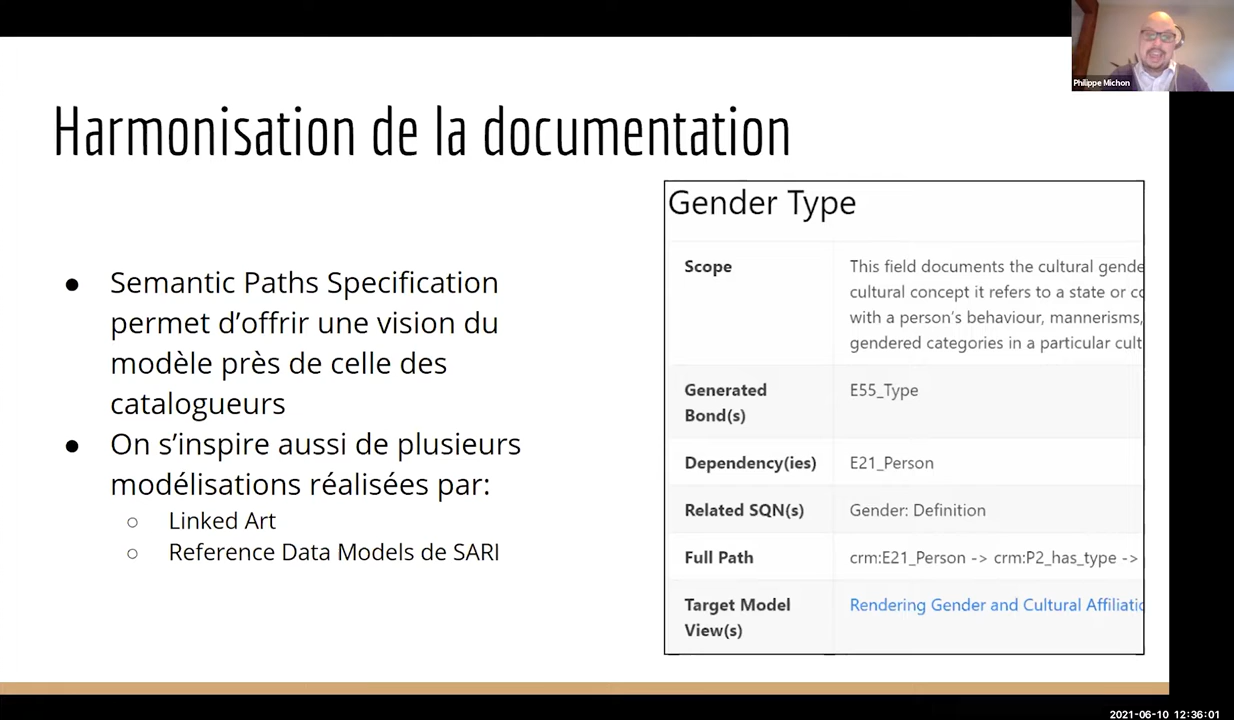 Philippe Michon
Harmonisation de la documentation
● Semantic Paths Specification
permet d’offrir une vision du
modèle près de celle des
catalogueurs
● On s’inspire aussi de plusieurs
modélisations réalisées par:
○ Linked Art
○ Reference Data Models de SARI
Gender Type
Scope
This field documents the cultural gende
cultural concept it refers to a state or co
with a person’s behaviour, mannerisms,
gendered categories in a particular cult
Generated
Bond(s)
E55_Type
Dependency(ies)
E21_Person
Related SQN(s)
Gender: Definition
Full Path
crm:E21_Person -> crm:P2_has_type ->
Target Model
View(s)
Rendering Gender and Cultural Affiliatio
2021-06-10 12:36:01